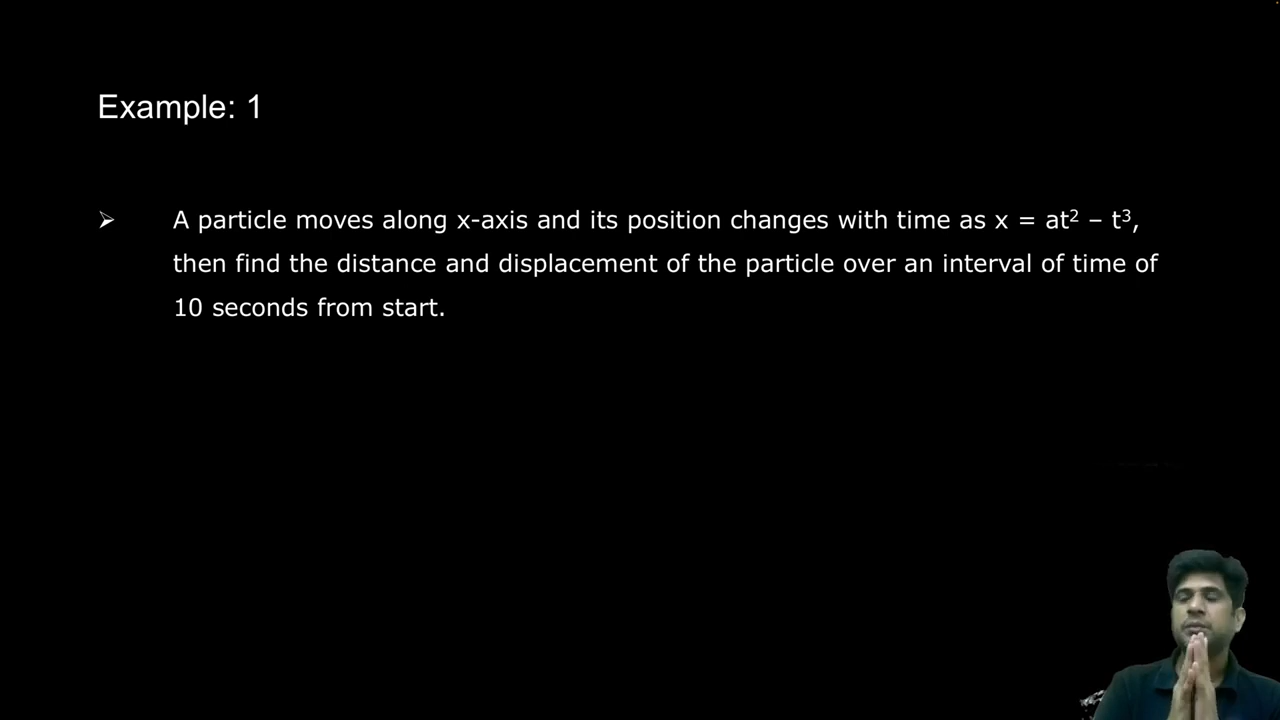 Example: 1
➢ A particle moves along x-axis and its position changes with time as x = at² – t³,
then find the distance and displacement of the particle over an interval of time of
10 seconds from start.